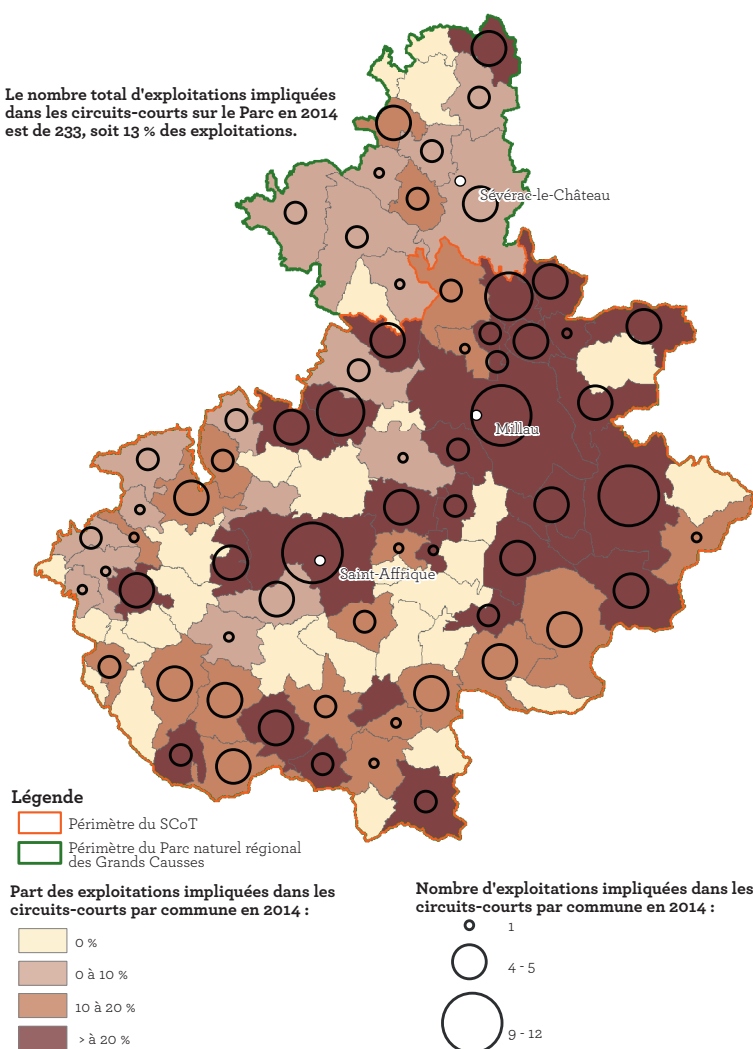 Le nombre total d'exploitations impliquées
dans les circuits-courts sur le Parc en 2014
est de 233, soit 13 % des exploitations.
Sévérac-le-Château
Millau
Saint-Affrique
Légende
Périmètre du SCoT
Périmètre du Parc naturel régional
des Grands Causses
Part des exploitations impliquées dans les
circuits-courts par commune en 2014 :
0 %
0 à 10 %
10 à 20 %
> à 20 %
Nombre d'exploitations impliquées dans les
circuits-courts par commune en 2014 :
1
4 - 5
9 - 12